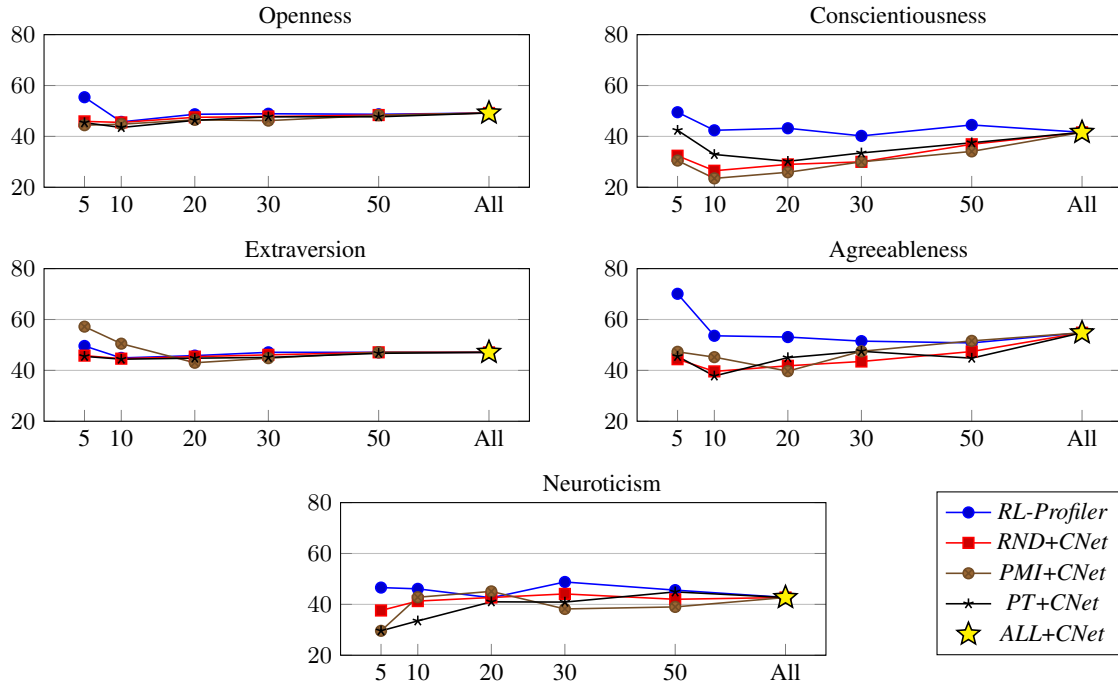 Openness
80
60
40
20
5 10 20 30 50 All
Conscientiousness
80
60
40
20
5 10 20 30 50 All
Extraversion
80
60
40
20
5 10 20 30 50 All
Agreeableness
80
60
40
20
5 10 20 30 50 All
Neuroticism
80
60
40
20
5 10 20 30 50 All
RL-Profiler
RND+CNet
PMI+CNet
PT+CNet
ALL+CNet